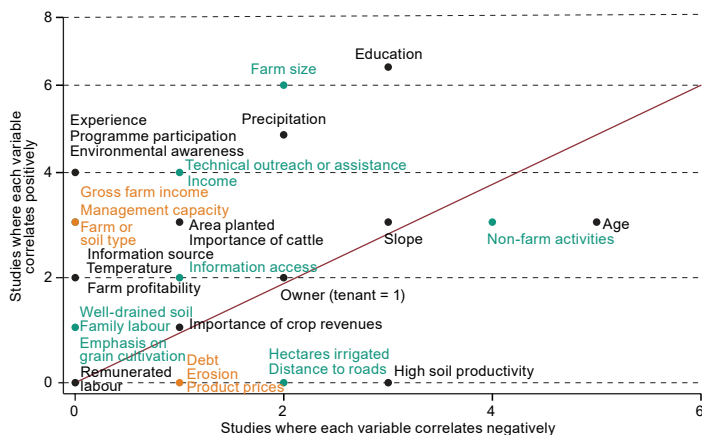 8
Education
Farm size
6
Experience
Precipitation
Programme participation
Environmental awareness
Technical outreach or assistance
4
Income
Gross farm income
Management capacity
Area planted
Age
Farm or
soil type
Importance of cattle
Slope
Non-farm activities
Information source
Temperature
Information access
2
Farm profitability
Owner (tenant = 1)
Well-drained soil
Family labour
Importance of crop revenues
Emphasis on
grain cultivation
Debt
Hectares irrigated
Remunerated
labour
Erosion
Distance to roads
High soil productivity
0
Product prices
0
2
4
6
Studies where each variable correlates negatively
Studies where each variable
correlates positively